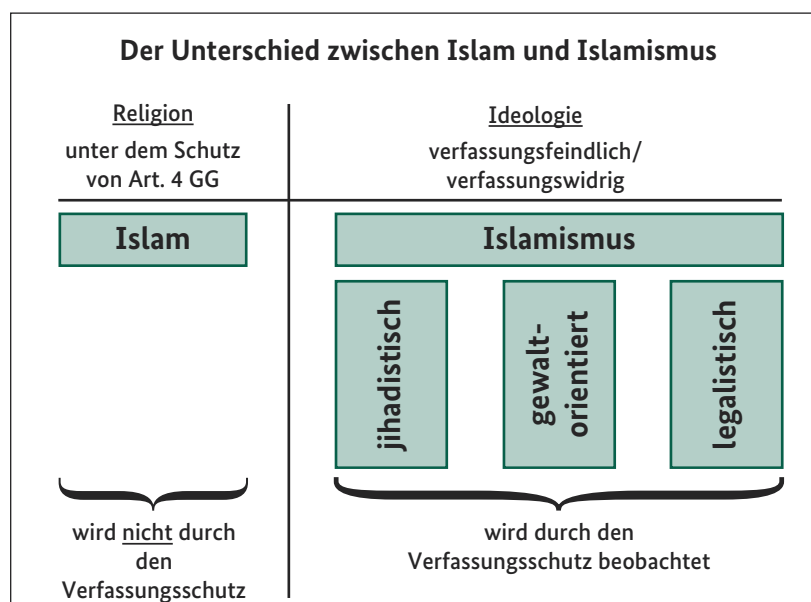 Der Unterschied zwischen Islam und Islamismus
Religion
unter dem Schutz
von Art. 4 GG
Ideologie
verfassungsfeindlich/
verfassungswidrig
Islam
Islamismus
jihadistisch
gewalt-
orientiert
legalistisch
wird nicht durch
den
Verfassungsschutz
wird durch den
Verfassungsschutz beobachtet